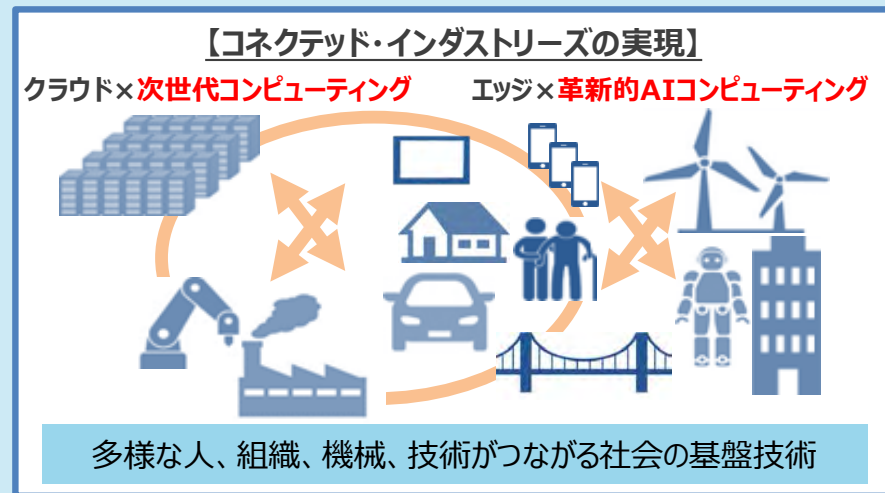 【コネクテッド・インダストリーズの実現】
クラウド×次世代コンピューティング
エッジ×革新的AIコンピューティング
多様な人、組織、機械、技術がつながる社会の基盤技術